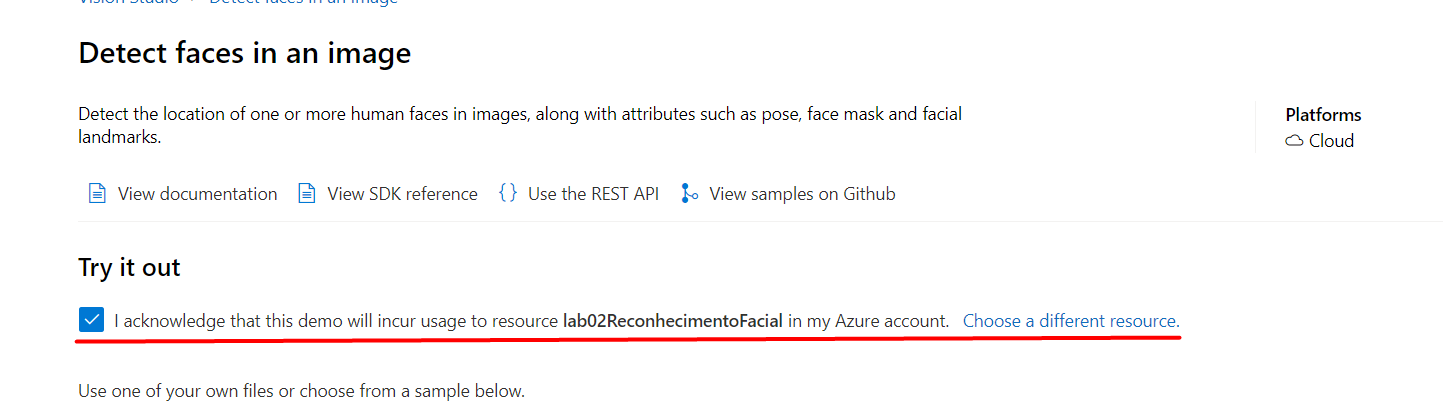 Vision Studio > Detect faces in an image
Detect faces in an image
Detect the location of one or more human faces in images, along with attributes such as pose, face mask and facial
landmarks.
Platforms
Cloud
View documentation View SDK reference {} Use the REST API View samples on Github
Try it out
I acknowledge that this demo will incur usage to resource lab02ReconhecimentoFacial in my Azure account. Choose a different resource.
Use one of your own files or choose from a sample below.